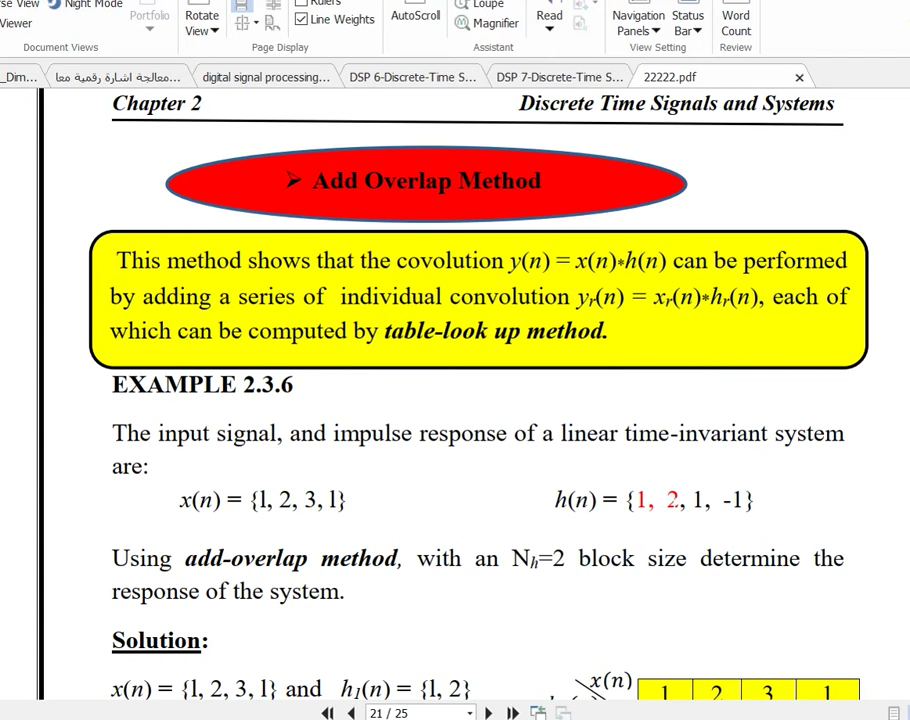 rse View
Night Mode
Viewer
Portfolio
Rotate
View
Rulers
Line Weights
AutoScroll
Loupe
Magnifier
Read
Navigation
Panels
Status
Bar
Word
Count
Document Views
Page Display
Assistant
View Setting
Review
_Dim...
معالجة اشارة رقمية معا...
digital signal processing...
DSP 6-Discrete-Time S...
DSP 7-Discrete-Time S...
22222.pdf
Chapter 2 Discrete Time Signals and Systems
➢ Add Overlap Method
This method shows that the covolution y(n) = x(n)*h(n) can be performed
by adding a series of individual convolution yᵣ(n) = xᵣ(n)*hᵣ(n), each of
which can be computed by table-look up method.
EXAMPLE 2.3.6
The input signal, and impulse response of a linear time-invariant system
are:
x(n) = {l, 2, 3, l} h(n) = {1, 2, 1, -1}
Using add-overlap method, with an Nₕ=2 block size determine the
response of the system.
Solution:
x(n) = {l, 2, 3, l} and h₁(n) = {l, 2}
x(n) 1 2 3 1
21 / 25